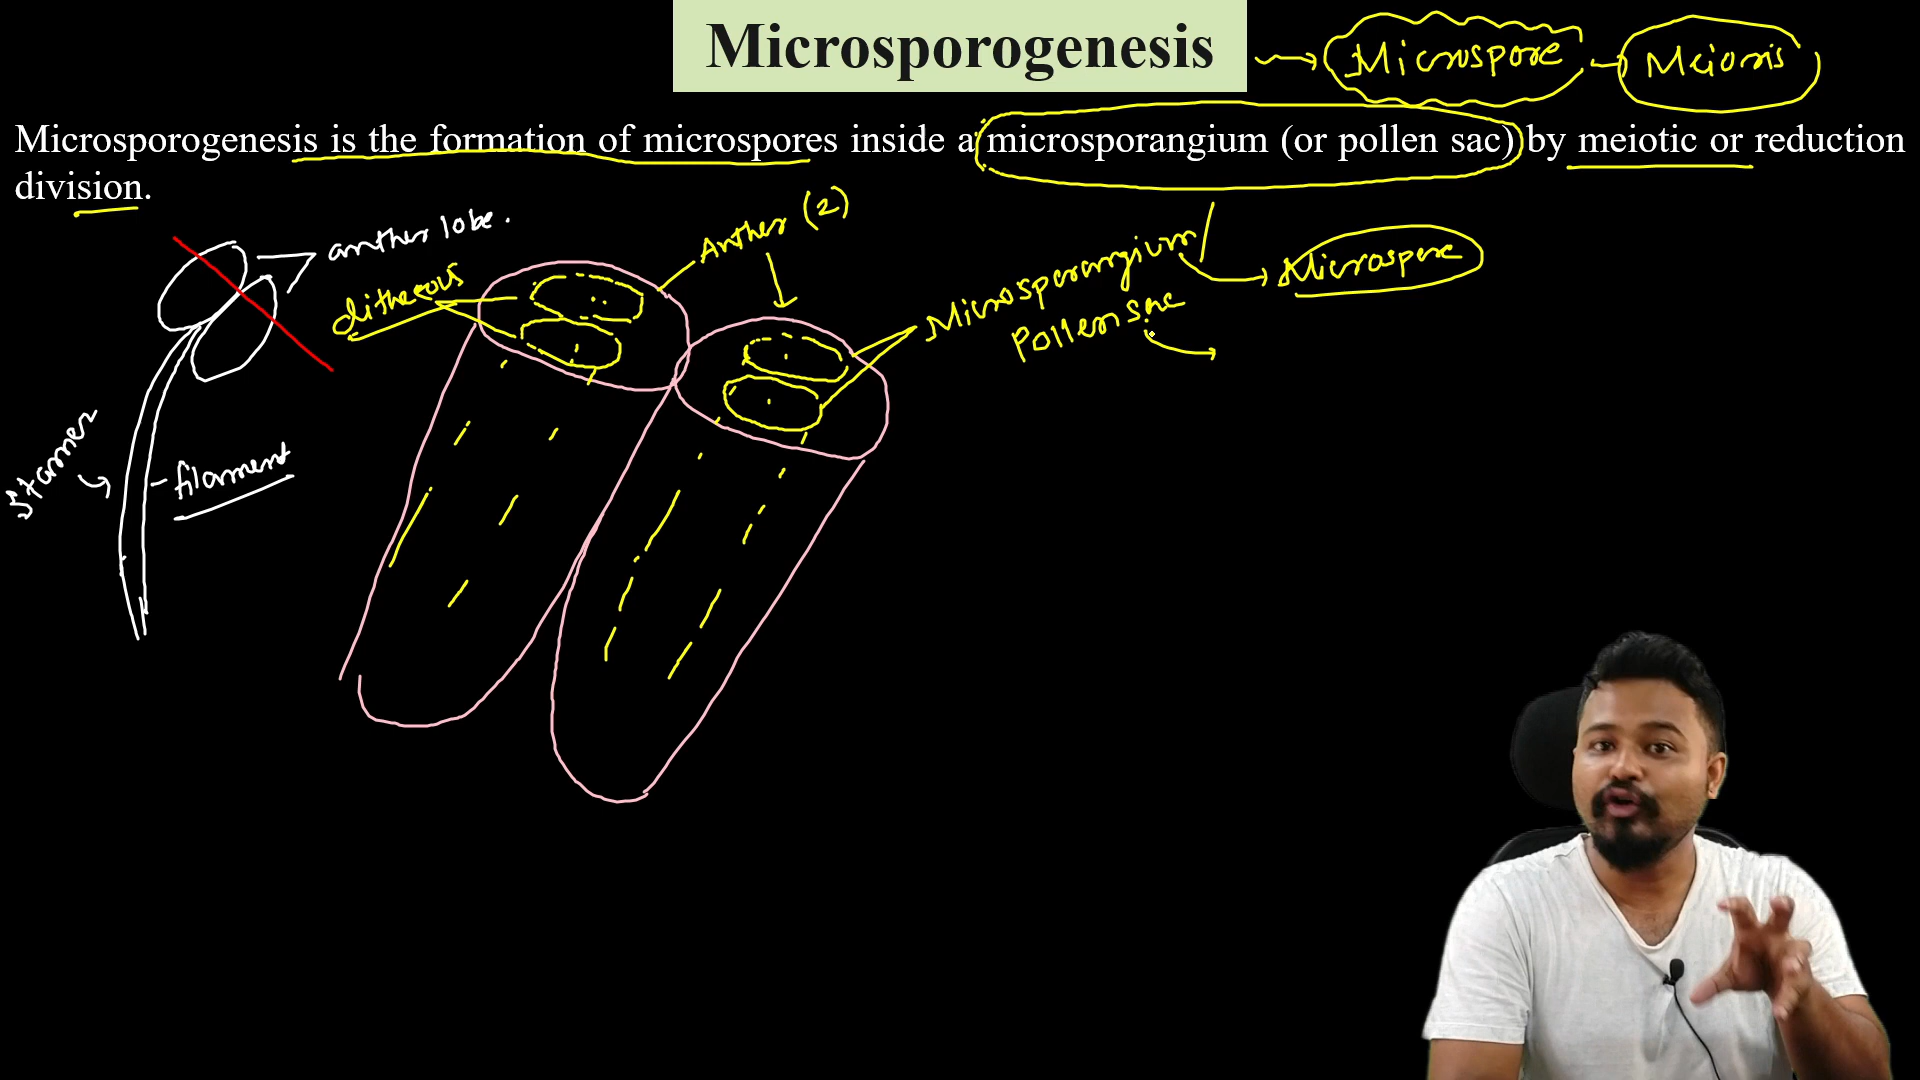 Microsporogenesis
Microspore
Meiosis
Microsporogenesis is the formation of microspores inside a microsporangium (or pollen sac) by meiotic or reduction
division.
anther lobe.
Anther (2)
ditheous
Microsporangium
Microspore
Pollen sac
Stamen
filament